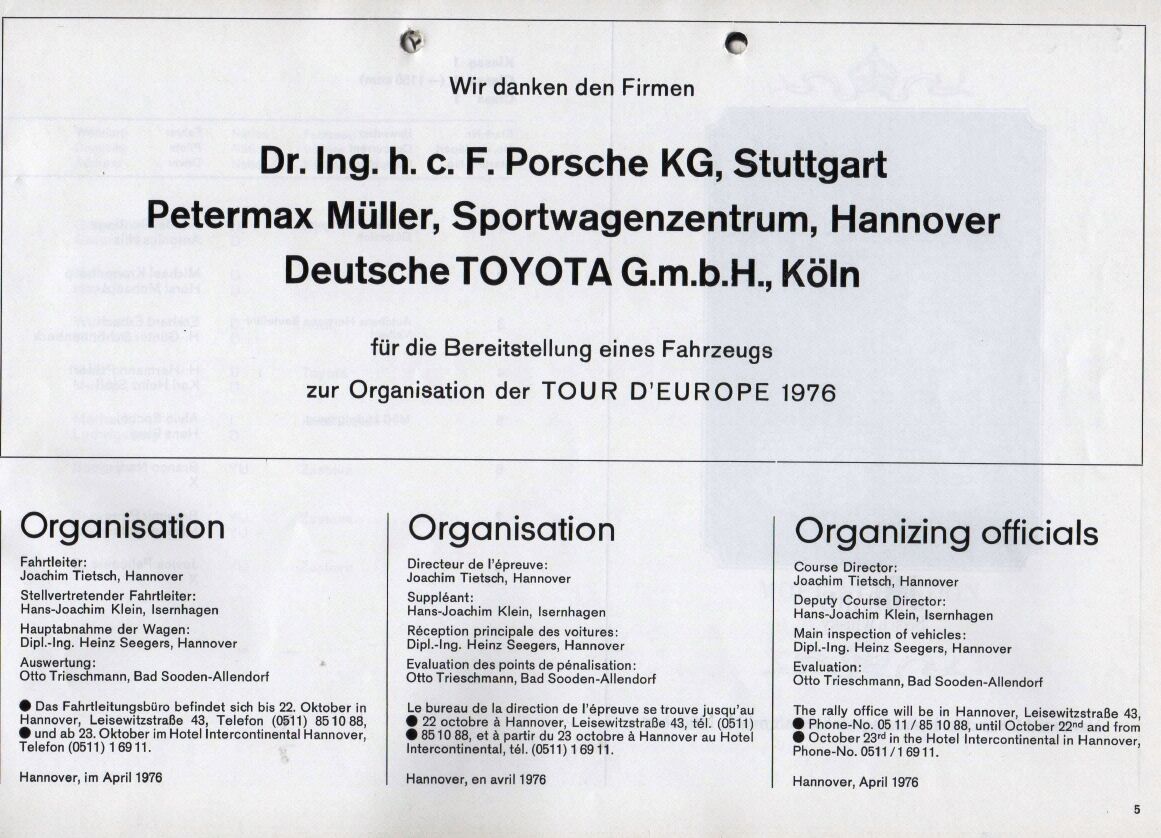 Wir danken den Firmen
Dr. Ing. h. c. F. Porsche KG, Stuttgart
Petermax Müller, Sportwagenzentrum, Hannover
Deutsche TOYOTA G.m.b.H., Köln
für die Bereitstellung eines Fahrzeugs
zur Organisation der TOUR D'EUROPE 1976
Organisation
Fahrtleiter:
Joachim Tietsch, Hannover
Stellvertretender Fahrtleiter:
Hans-Joachim Klein, Isernhagen
Hauptabnahme der Wagen:
Dipl.-Ing. Heinz Seegers, Hannover
Auswertung:
Otto Trieschmann, Bad Sooden-Allendorf
● Das Fahrtleitungsbüro befindet sich bis 22. Oktober in
Hannover, Leisewitzstraße 43, Telefon (0511) 85 10 88,
● und ab 23. Oktober im Hotel Intercontinental Hannover,
Telefon (0511) 1 69 11.
Hannover, im April 1976
Organisation
Directeur de l'épreuve:
Joachim Tietsch, Hannover
Suppléant:
Hans-Joachim Klein, Isernhagen
Réception principale des voitures:
Dipl.-Ing. Heinz Seegers, Hannover
Evaluation des points de pénalisation:
Otto Trieschmann, Bad Sooden-Allendorf
Le bureau de la direction de l'épreuve se trouve jusqu'au
● 22 octobre à Hannover, Leisewitzstraße 43, tél. (0511)
● 85 10 88, et à partir du 23 octobre à Hannover au Hotel
Intercontinental, tél. (0511) 1 69 11.
Hannover, en avril 1976
Organizing officials
Course Director:
Joachim Tietsch, Hannover
Deputy Course Director:
Hans-Joachim Klein, Isernhagen
Main inspection of vehicles:
Dipl.-Ing. Heinz Seegers, Hannover
Evaluation:
Otto Trieschmann, Bad Sooden-Allendorf
The rally office will be in Hannover, Leisewitzstraße 43,
● Phone-No. 05 11 / 85 10 88, until October 22nd and from
● October 23rd in the Hotel Intercontinental in Hannover,
Phone-No. 0511 / 1 69 11.
Hannover, April 1976
5